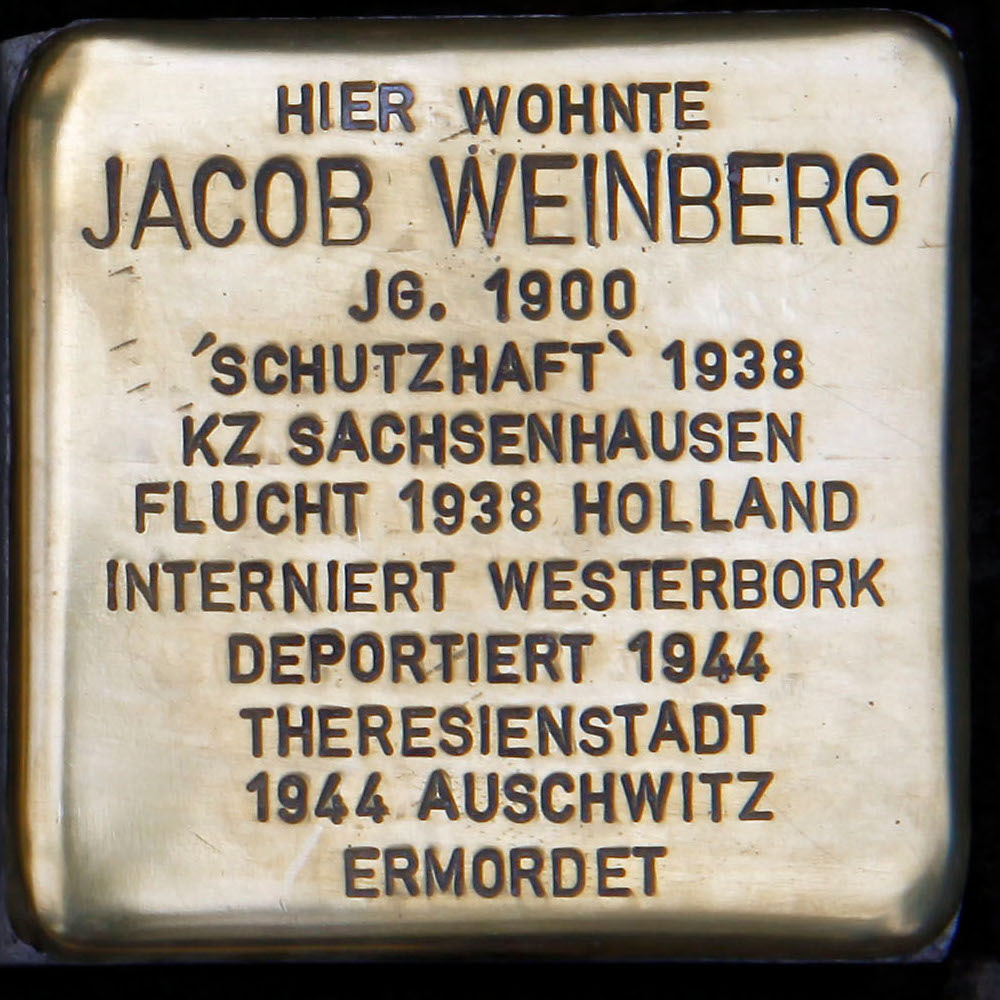 HIER WOHNTE
JACOB WEINBERG
JG. 1900
´SCHUTZHAFT` 1938
KZ SACHSENHAUSEN
FLUCHT 1938 HOLLAND
INTERNIERT WESTERBORK
DEPORTIERT 1944
THERESIENSTADT
1944 AUSCHWITZ
ERMORDET